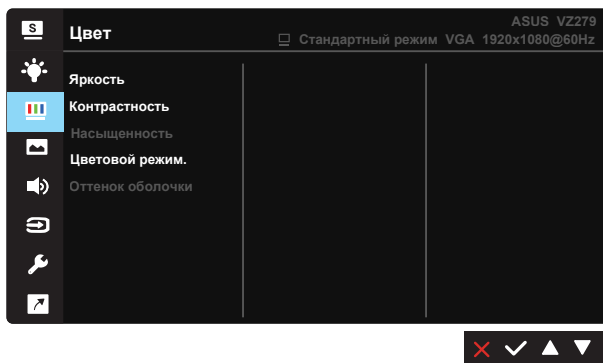 S
Цвет
ASUS VZ279
Стандартный режим VGA 1920x1080@60Hz
Яркость
Контрастность
Насыщенность
Цветовой режим.
Оттенок оболочки